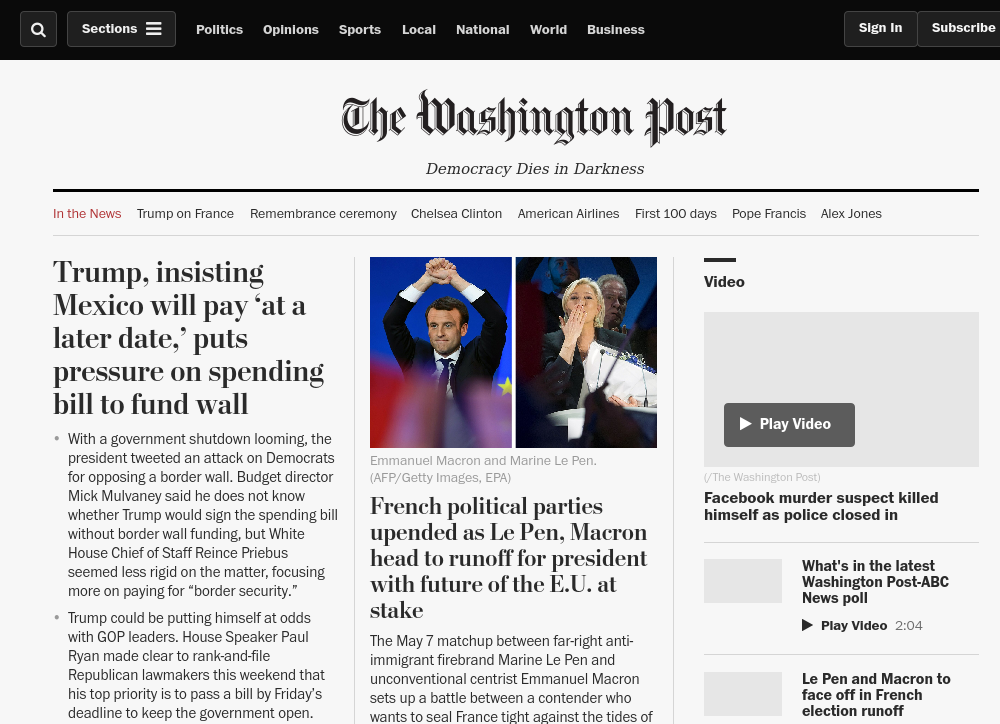 Sections
Politics
Opinions
Sports
Local
National
World
Business
Sign In
Subscribe
The Washington Post
Democracy Dies in Darkness
In the News
Trump on France
Remembrance ceremony
Chelsea Clinton
American Airlines
First 100 days
Pope Francis
Alex Jones
Trump, insisting
Mexico will pay ‘at a
later date,’ puts
pressure on spending
bill to fund wall
With a government shutdown looming, the
president tweeted an attack on Democrats
for opposing a border wall. Budget director
Mick Mulvaney said he does not know
whether Trump would sign the spending bill
without border wall funding, but White
House Chief of Staff Reince Priebus
seemed less rigid on the matter, focusing
more on paying for “border security.”
Trump could be putting himself at odds
with GOP leaders. House Speaker Paul
Ryan made clear to rank-and-file
Republican lawmakers this weekend that
his top priority is to pass a bill by Friday’s
deadline to keep the government open.
Emmanuel Macron and Marine Le Pen.
(AFP/Getty Images, EPA)
French political parties
upended as Le Pen, Macron
head to runoff for president
with future of the E.U. at
stake
The May 7 matchup between far-right anti-
immigrant firebrand Marine Le Pen and
unconventional centrist Emmanuel Macron
sets up a battle between a contender who
wants to seal France tight against the tides of
Video
Play Video
(/The Washington Post)
Facebook murder suspect killed
himself as police closed in
What's in the latest
Washington Post-ABC
News poll
Play Video 2:04
Le Pen and Macron to
face off in French
election runoff